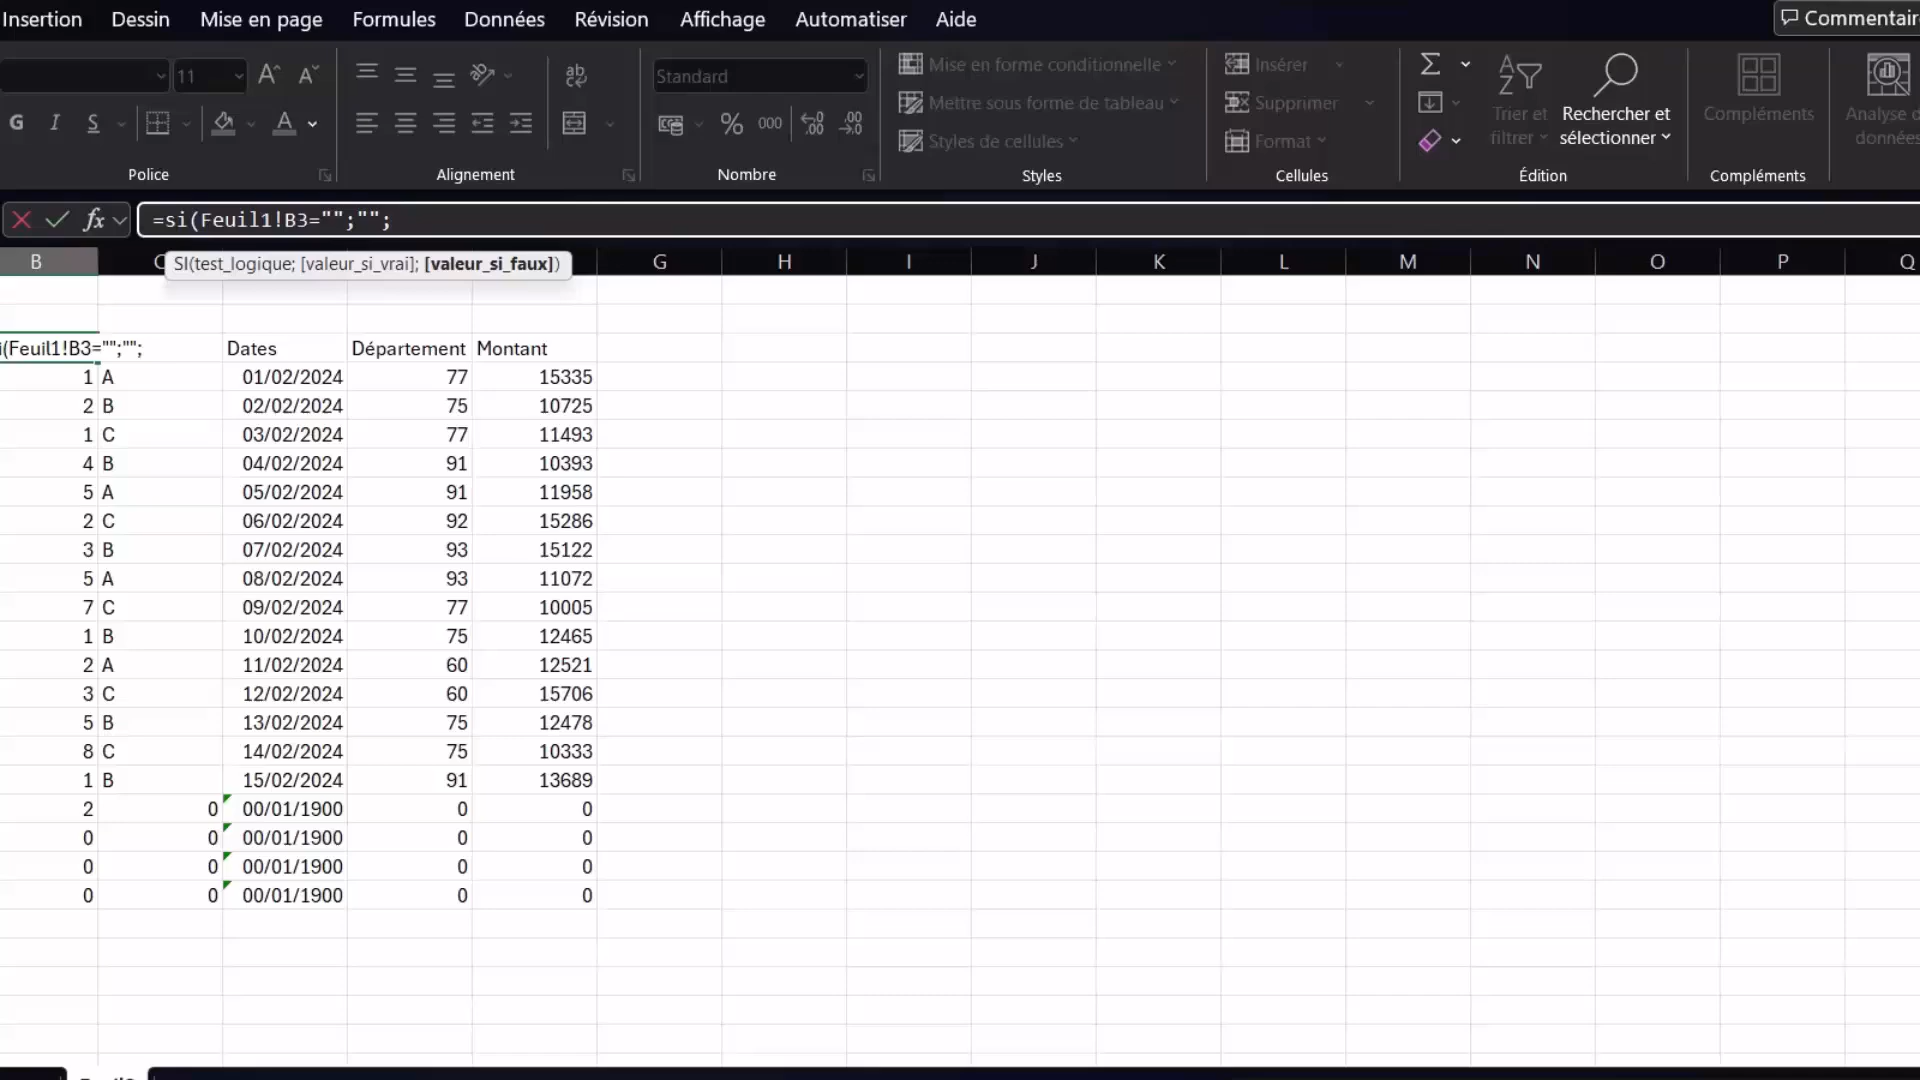 Insertion Dessin Mise en page Formules Données Révision Affichage Automatiser Aide Commentair
11 A A ab Standard Mise en forme conditionnelle Insérer
Mettre sous forme de tableau Supprimer Trier et Rechercher et Compléments Analyse d
G I S A % 000 Styles de cellules Format filtrer sélectionner données
Police Alignement Nombre Styles Cellules Édition Compléments
fx =si(Feuil1!B3="";"";
SI(test_logique; [valeur_si_vrai]; [valeur_si_faux])
B C G H I J K L M N O P Q
i(Feuil1!B3="";""; Dates Département Montant
1 A 01/02/2024 77 15335
2 B 02/02/2024 75 10725
1 C 03/02/2024 77 11493
4 B 04/02/2024 91 10393
5 A 05/02/2024 91 11958
2 C 06/02/2024 92 15286
3 B 07/02/2024 93 15122
5 A 08/02/2024 93 11072
7 C 09/02/2024 77 10005
1 B 10/02/2024 75 12465
2 A 11/02/2024 60 12521
3 C 12/02/2024 60 15706
5 B 13/02/2024 75 12478
8 C 14/02/2024 75 10333
1 B 15/02/2024 91 13689
2 0 00/01/1900 0 0
0 0 00/01/1900 0 0
0 0 00/01/1900 0 0
0 0 00/01/1900 0 0